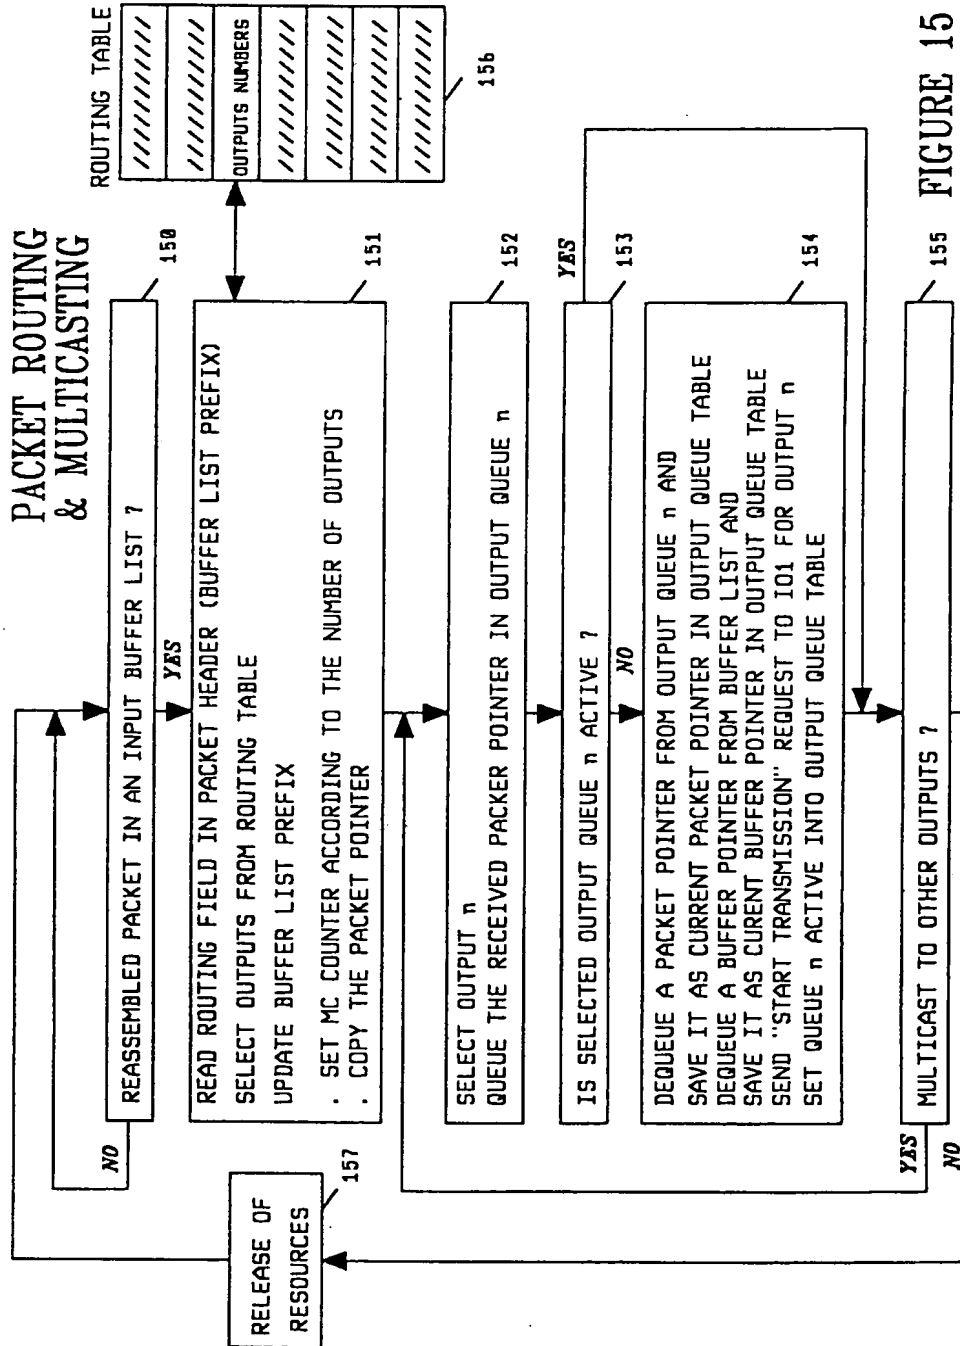 PACKET ROUTING
& MULTICASTING
ROUTING TABLE
//////////
//////////
OUTPUTS NUMBERS
//////////
//////////
//////////
//////////
156
REASSEMBLED PACKET IN AN INPUT BUFFER LIST ?
150
NO
YES
READ ROUTING FIELD IN PACKET HEADER (BUFFER LIST PREFIX)
SELECT OUTPUTS FROM ROUTING TABLE
UPDATE BUFFER LIST PREFIX
. SET MC COUNTER ACCORDING TO THE NUMBER OF OUTPUTS
. COPY THE PACKET POINTER
151
SELECT OUTPUT n
QUEUE THE RECEIVED PACKER POINTER IN OUTPUT QUEUE n
152
IS SELECTED OUTPUT QUEUE n ACTIVE ?
153
YES
NO
DEQUEUE A PACKET POINTER FROM OUTPUT QUEUE n AND
SAVE IT AS CURRENT PACKET POINTER IN OUTPUT QUEUE TABLE
DEQUEUE A BUFFER POINTER FROM BUFFER LIST AND
SAVE IT AS CURENT BUFFER POINTER IN OUTPUT QUEUE TABLE
SEND "START TRANSMISSION" REQUEST TO IO1 FOR OUTPUT n
SET QUEUE n ACTIVE INTO OUTPUT QUEUE TABLE
154
MULTICAST TO OTHER OUTPUTS ?
155
YES
NO
RELEASE OF
RESOURCES
157
FIGURE 15